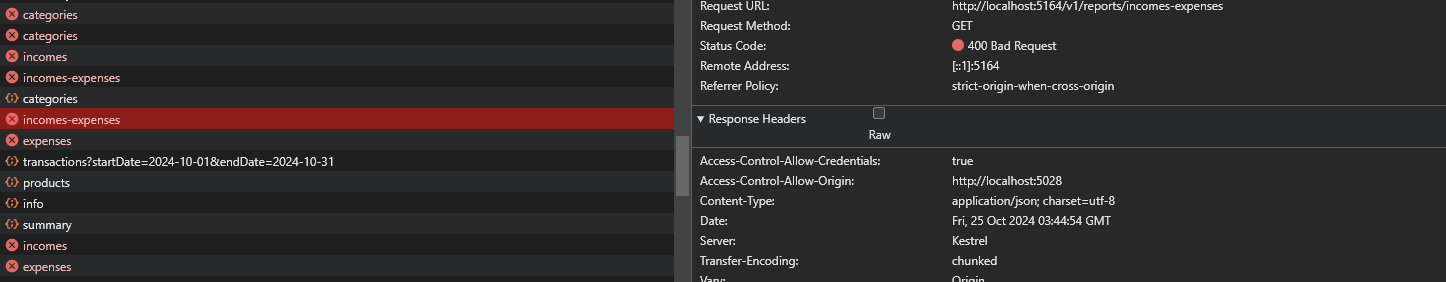 categories
categories
incomes
incomes-expenses
categories
incomes-expenses
expenses
transactions?startDate=2024-10-01&endDate=2024-10-31
products
info
summary
incomes
expenses
Request URL: http://localhost:5164/v1/reports/incomes-expenses
Request Method: GET
Status Code: 400 Bad Request
Remote Address: [::1]:5164
Referrer Policy: strict-origin-when-cross-origin
Response Headers
Raw
Access-Control-Allow-Credentials: true
Access-Control-Allow-Origin: http://localhost:5028
Content-Type: application/json; charset=utf-8
Date: Fri, 25 Oct 2024 03:44:54 GMT
Server: Kestrel
Transfer-Encoding: chunked
Vary: Origin